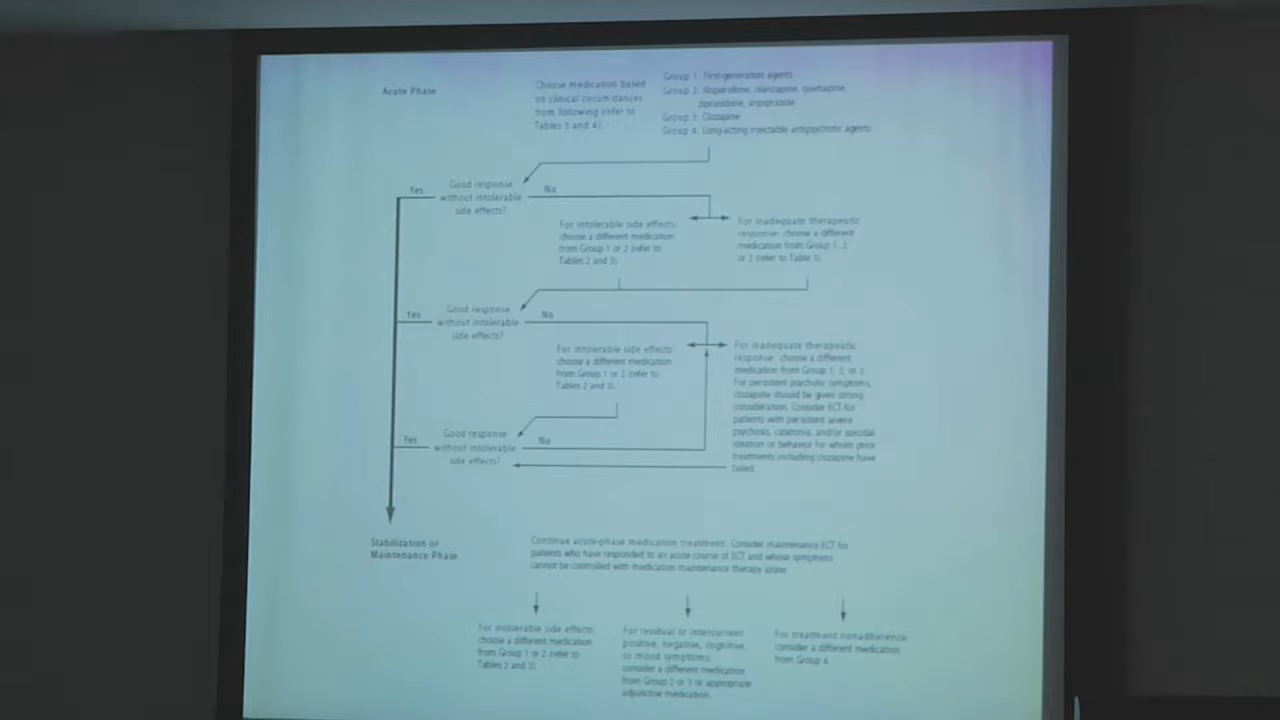 Acute Phase
Choose medication based
on clinical circumstances
from following (refer to
Tables 3 and 4)
Group 1: First-generation agents
Group 2: Risperidone, olanzapine, quetiapine,
ziprasidone, aripiprazole
Group 3: Clozapine
Group 4: Long-acting injectable antipsychotic agents
Yes
Good response
without intolerable
side effects?
No
For intolerable side effects:
choose a different medication
from Group 1 or 2 (refer to
Tables 2 and 3).
For inadequate therapeutic
response: choose a different
medication from Group 1, 2,
or 3 (refer to Table 3).
Yes
Good response
without intolerable
side effects?
No
For intolerable side effects:
choose a different medication
from Group 1 or 2 (refer to
Tables 2 and 3).
For inadequate therapeutic
response: choose a different
medication from Group 1, 2, or 3.
For persistent psychotic symptoms,
clozapine should be given strong
consideration. Consider ECT for
patients with persistent severe
psychosis, catatonia, and/or suicidal
ideation or behavior for whom prior
treatments including clozapine have
failed.
Yes
Good response
without intolerable
side effects?
No
Stabilization or
Maintenance Phase
Continue acute-phase medication treatment. Consider maintenance ECT for
patients who have responded to an acute course of ECT and whose symptoms
cannot be controlled with medication maintenance therapy alone.
For intolerable side effects:
choose a different medication
from Group 1 or 2 (refer to
Tables 2 and 3).
For residual or intercurrent
positive, negative, cognitive,
or mood symptoms:
consider a different medication
from Group 2 or 3 or appropriate
adjunctive medication.
For treatment nonadherence:
consider a different medication
from Group 4.